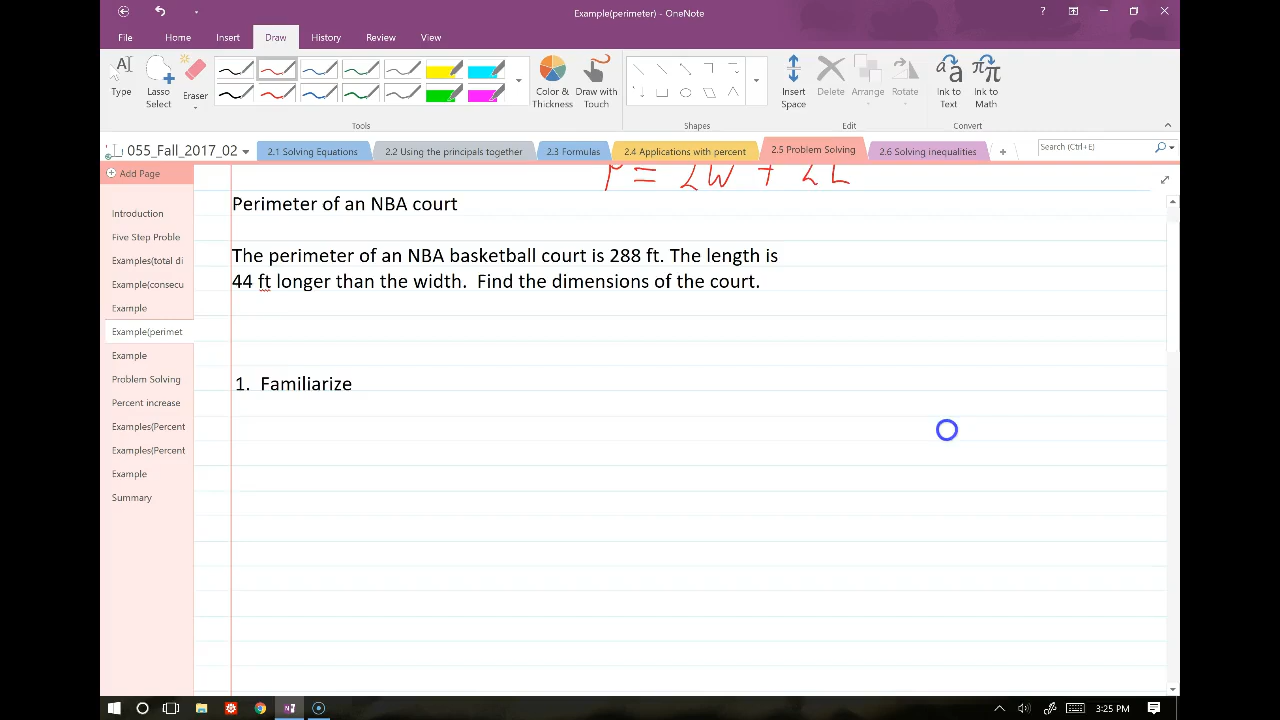 Example(perimeter) - OneNote
?
File Home Insert Draw History Review View
Type
Lasso Select
Eraser
Color & Thickness
Draw with Touch
Insert Space
Delete
Arrange
Rotate
Ink to Text
Ink to Math
Tools Shapes Edit Convert
055_Fall_2017_02
2.1 Solving Equations
2.2 Using the principals together
2.3 Formulas
2.4 Applications with percent
2.5 Problem Solving
2.6 Solving inequalities
Search (Ctrl+E)
Add Page
Introduction
Five Step Proble
Examples(total di
Example(consecu
Example
Example(perimet
Example
Problem Solving
Percent increase
Examples(Percent
Examples(Percent
Example
Summary
P = 2W + 2L
Perimeter of an NBA court
The perimeter of an NBA basketball court is 288 ft. The length is
44 ft longer than the width. Find the dimensions of the court.
1. Familiarize
3:25 PM